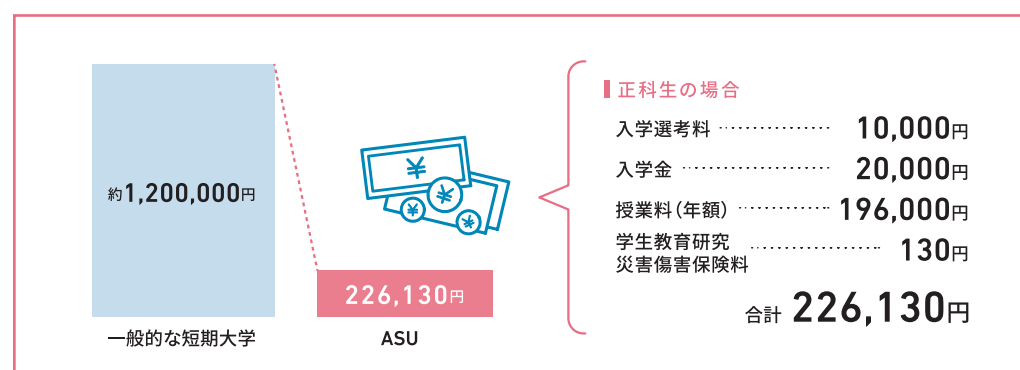 約1,200,000円
226,130円
一般的な短期大学
ASU
正科生の場合
入学選考料 10,000円
入学金 20,000円
授業料(年額) 196,000円
学生教育研究
災害傷害保険料 130円
合計 226,130円